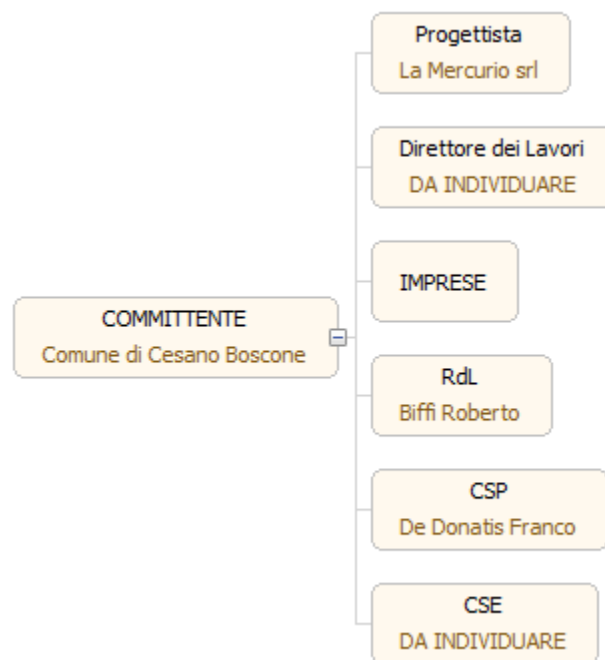 Progettista
La Mercurio srl
Direttore dei Lavori
DA INDIVIDUARE
IMPRESE
COMMITTENTE
Comune di Cesano Boscone
RdL
Biffi Roberto
CSP
De Donatis Franco
CSE
DA INDIVIDUARE